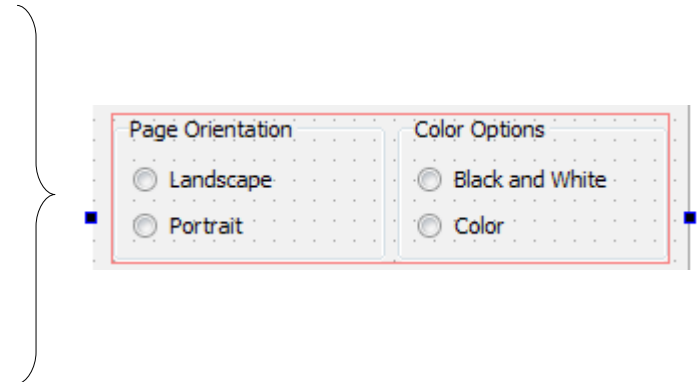 Page Orientation
Landscape
Portrait
Color Options
Black and White
Color